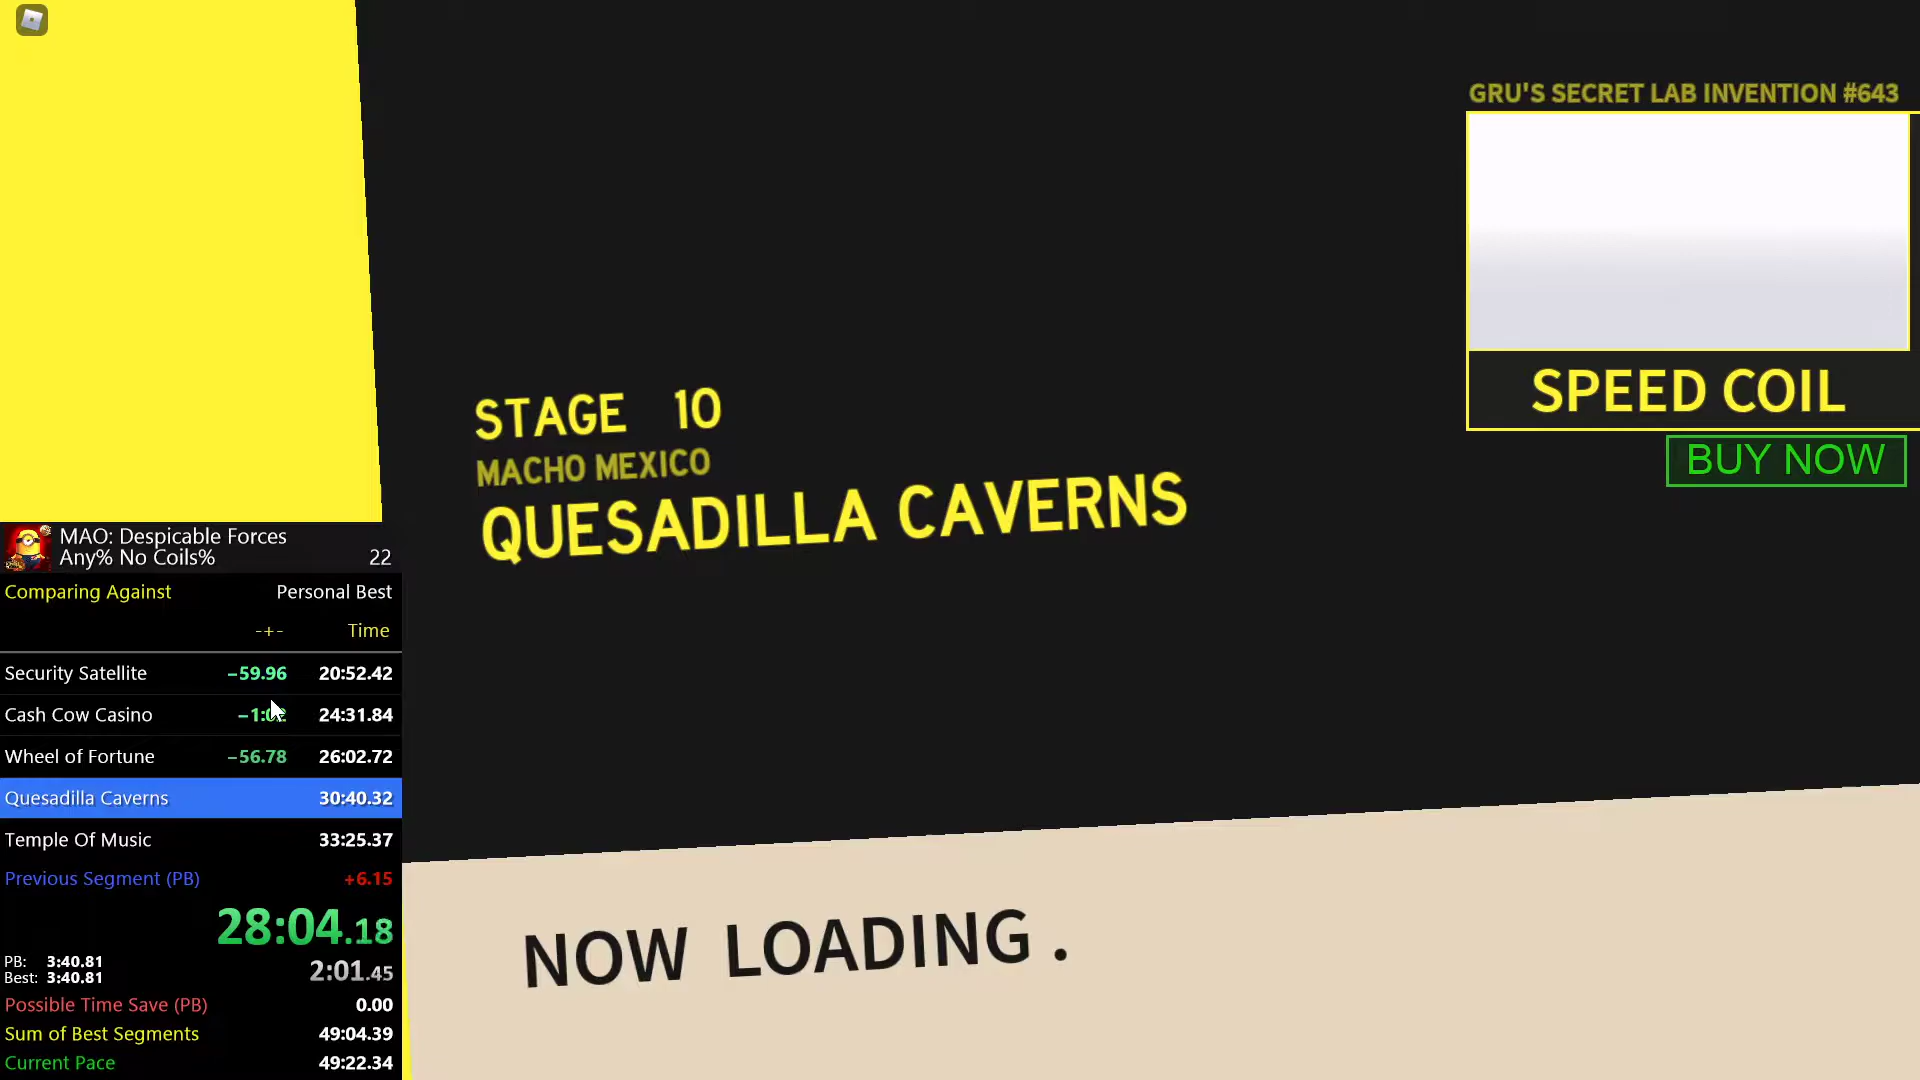 GRU'S SECRET LAB INVENTION #643
SPEED COIL
BUY NOW
STAGE 10
MACHO MEXICO
QUESADILLA CAVERNS
MAO: Despicable Forces
Any% No Coils% 22
Comparing Against Personal Best
-+- Time
Security Satellite −59.96 20:52.42
Cash Cow Casino 24:31.84
Wheel of Fortune −56.78 26:02.72
Quesadilla Caverns 30:40.32
Temple Of Music 33:25.37
Previous Segment (PB) +6.15
28:04.18
PB: 3:40.81
Best: 3:40.81
2:01.45
Possible Time Save (PB) 0.00
Sum of Best Segments 49:04.39
Current Pace 49:22.34
NOW LOADING .